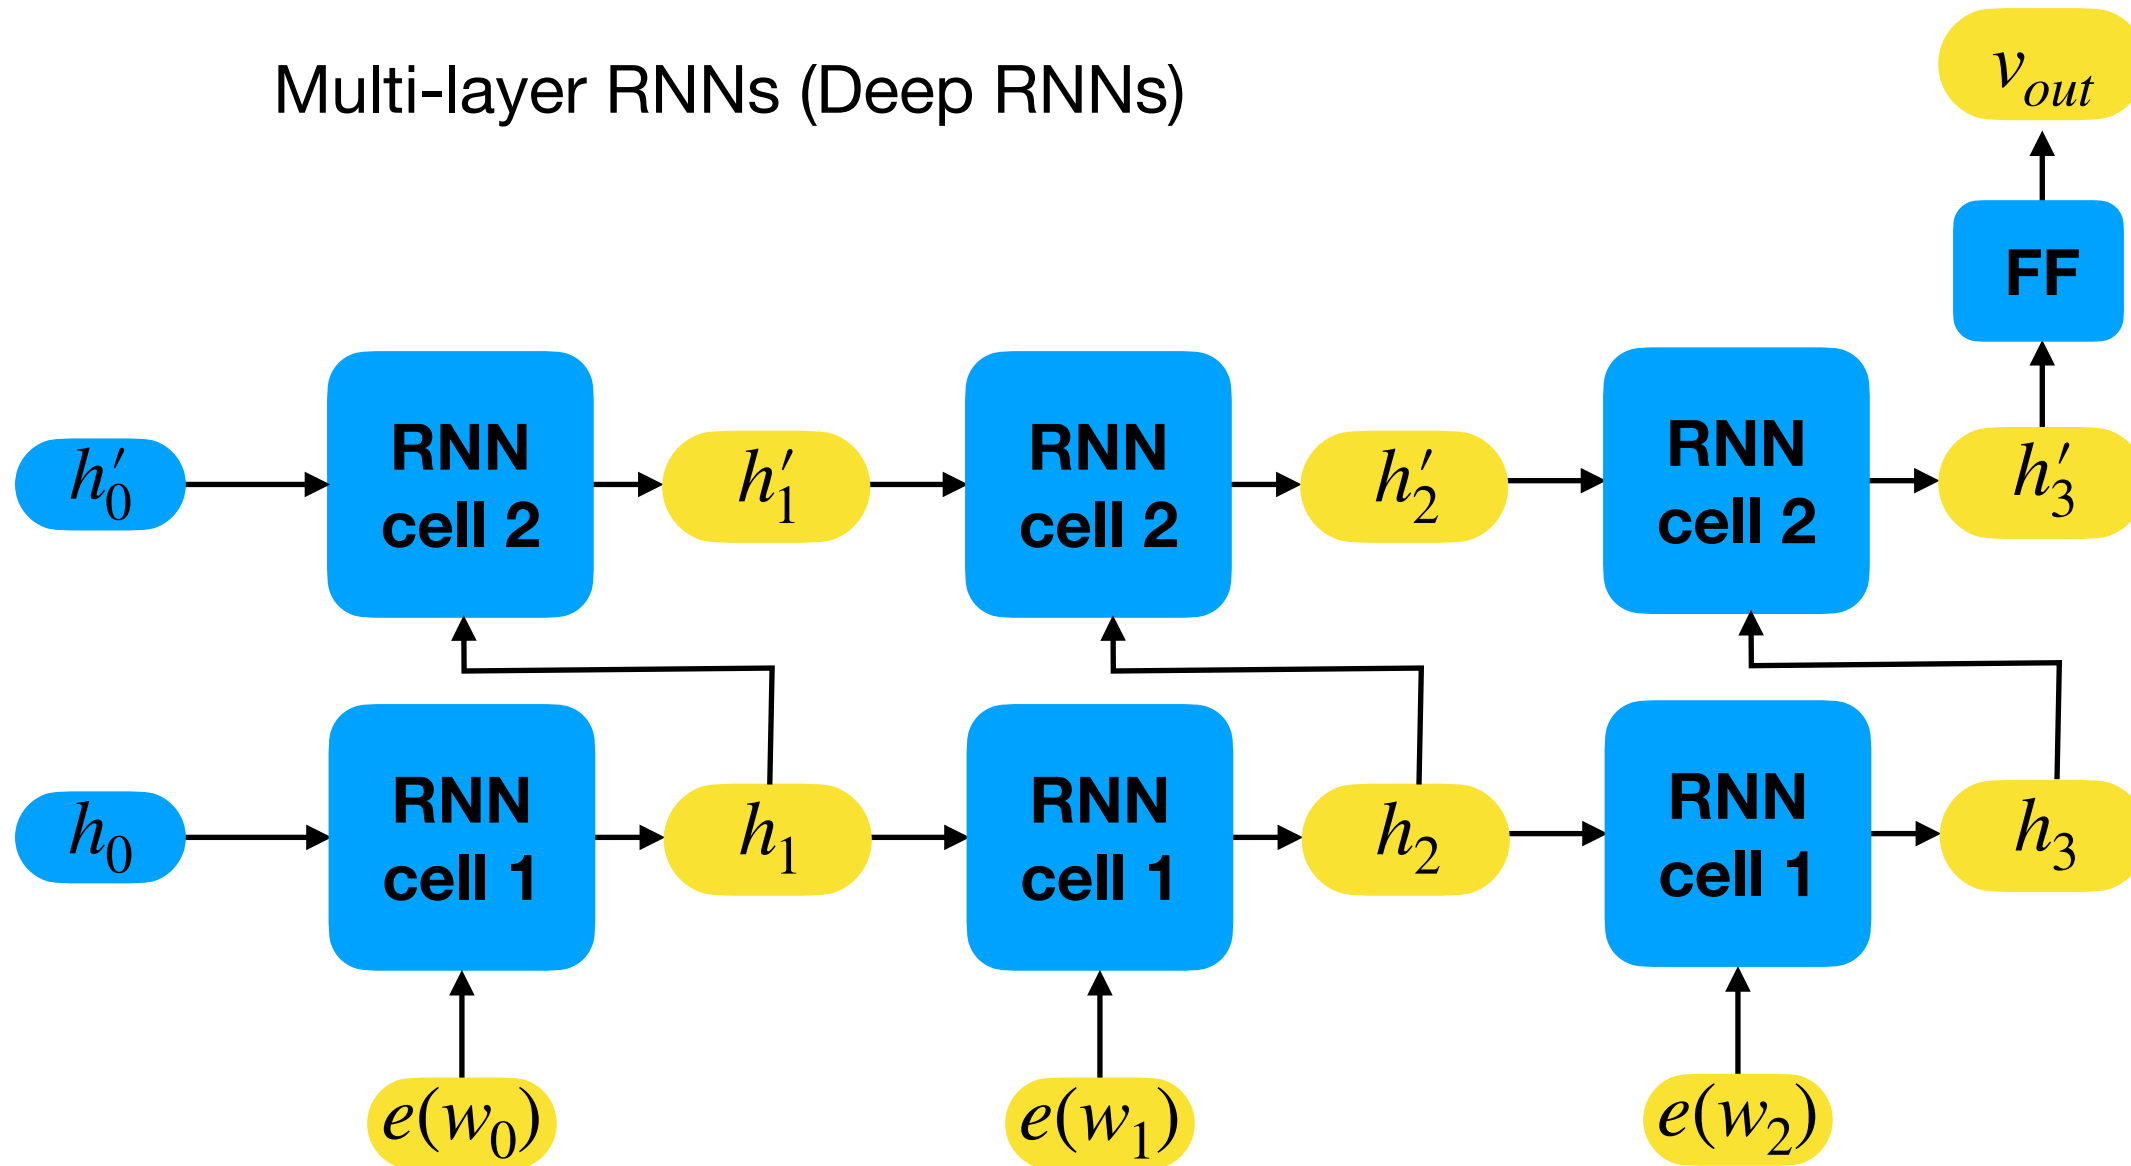 Multi-layer RNNs (Deep RNNs)
v_out
FF
h′_0
RNN
cell 2
h′_1
RNN
cell 2
h′_2
RNN
cell 2
h′_3
h_0
RNN
cell 1
h_1
RNN
cell 1
h_2
RNN
cell 1
h_3
e(w_0)
e(w_1)
e(w_2)